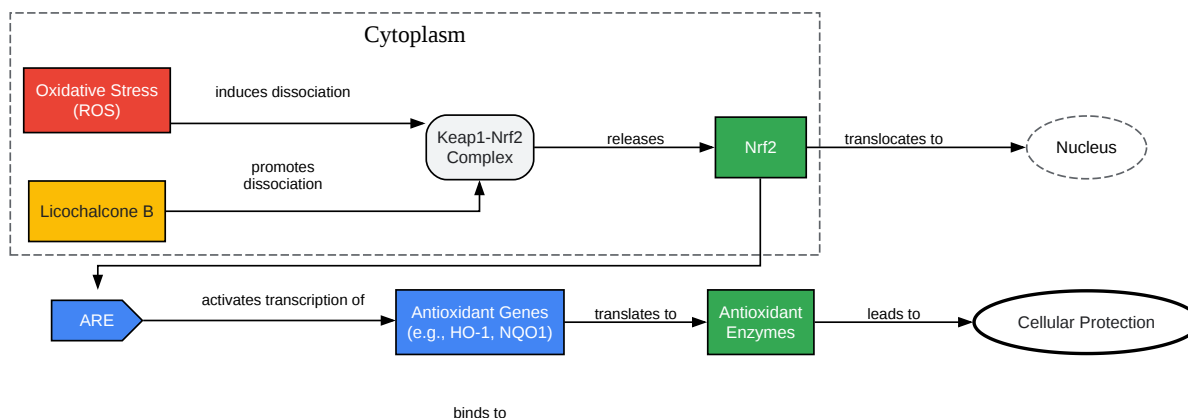 Cytoplasm
Oxidative Stress
(ROS)
induces dissociation
Keap1-Nrf2
Complex
releases
Nrf2
translocates to
Nucleus
promotes
dissociation
Licochalcone B
ARE
activates transcription of
Antioxidant Genes
(e.g., HO-1, NQO1)
translates to
Antioxidant
Enzymes
leads to
Cellular Protection
binds to